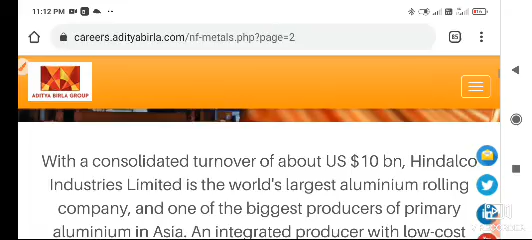 11:12 PM
careers.adityabirla.com/nf-metals.php?page=2
85
ADITYA BIRLA GROUP
With a consolidated turnover of about US $10 bn, Hindalco
Industries Limited is the world's largest aluminium rolling
company, and one of the biggest producers of primary
aluminium in Asia. An integrated producer with low-cost